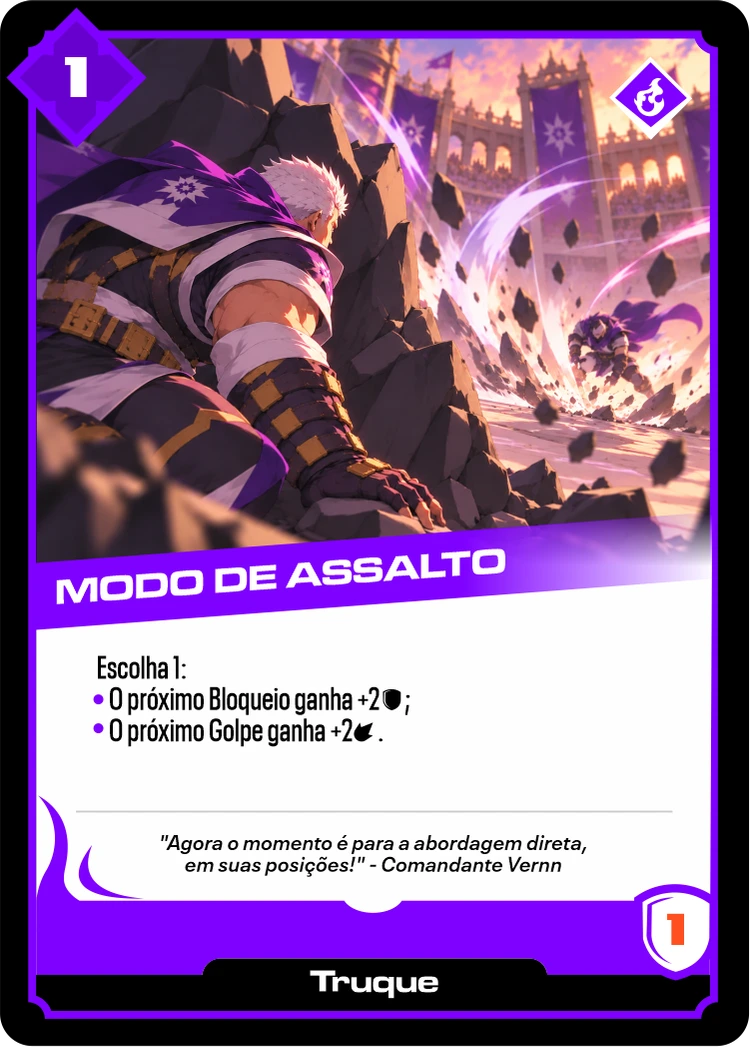 1
MODO DE ASSALTO
Escolha 1:
• O próximo Bloqueio ganha +2;
• O próximo Golpe ganha +2.
"Agora o momento é para a abordagem direta,
em suas posições!" - Comandante Vernn
1
Truque